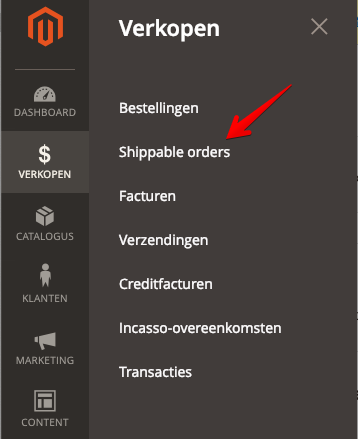 Verkopen
DASHBOARD
VERKOPEN
CATALOGUS
KLANTEN
MARKETING
CONTENT
Bestellingen
Shippable orders
Facturen
Verzendingen
Creditfacturen
Incasso-overeenkomsten
Transacties